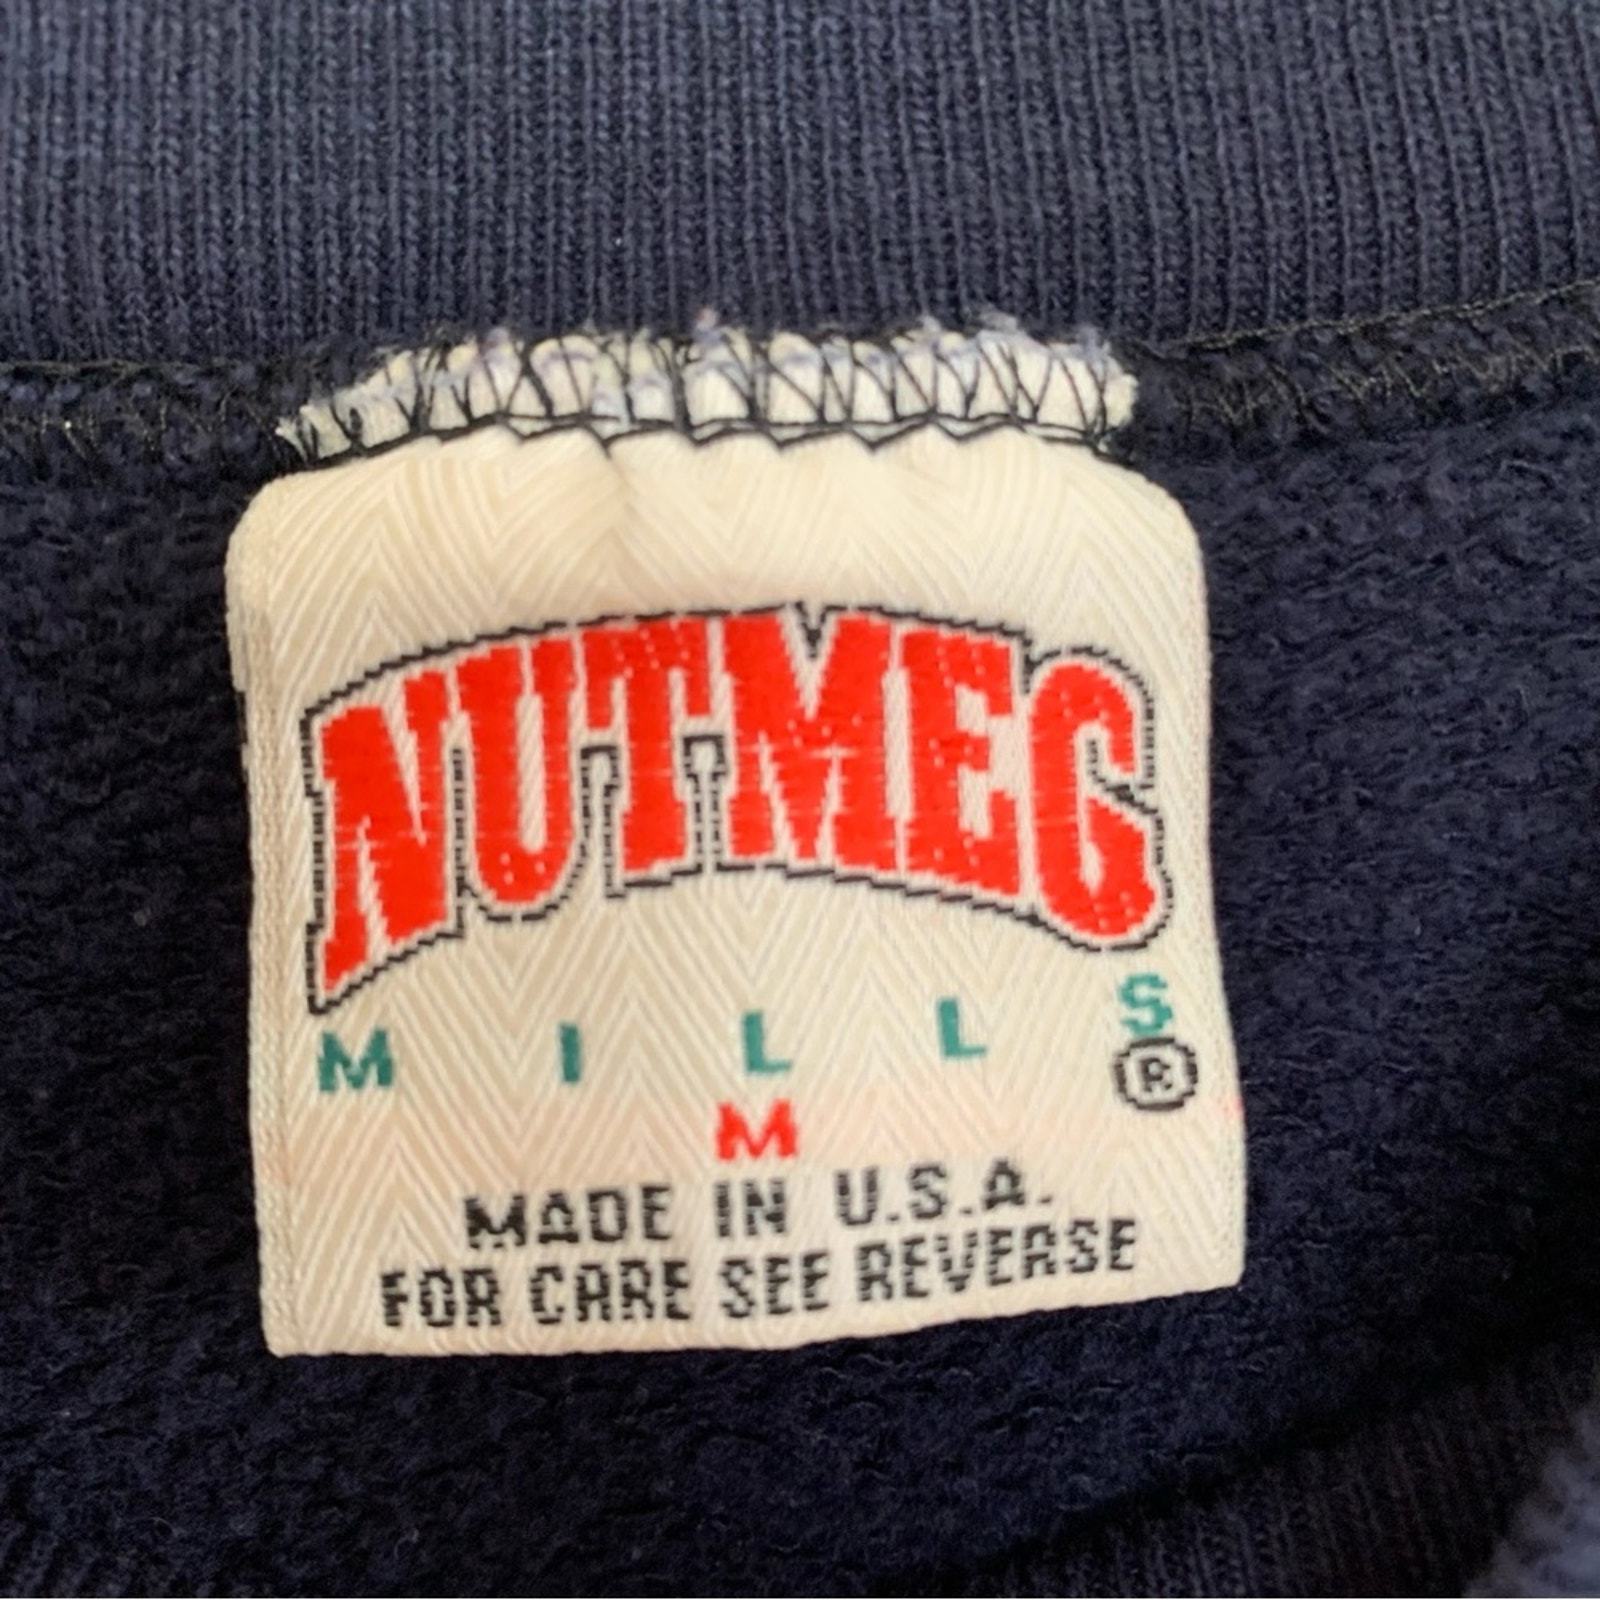 NUTMEG
MILLS
®
M
MADE IN U.S.A.
FOR CARE SEE REVERSE